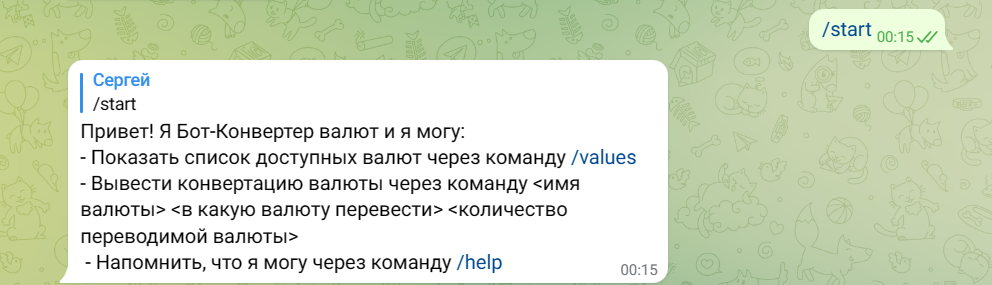 /start 00:15
Сергей
/start
Привет! Я Бот-Конвертер валют и я могу:
- Показать список доступных валют через команду /values
- Вывести конвертацию валюты через команду <имя
валюты> <в какую валюту перевести> <количество
переводимой валюты>
- Напомнить, что я могу через команду /help
00:15